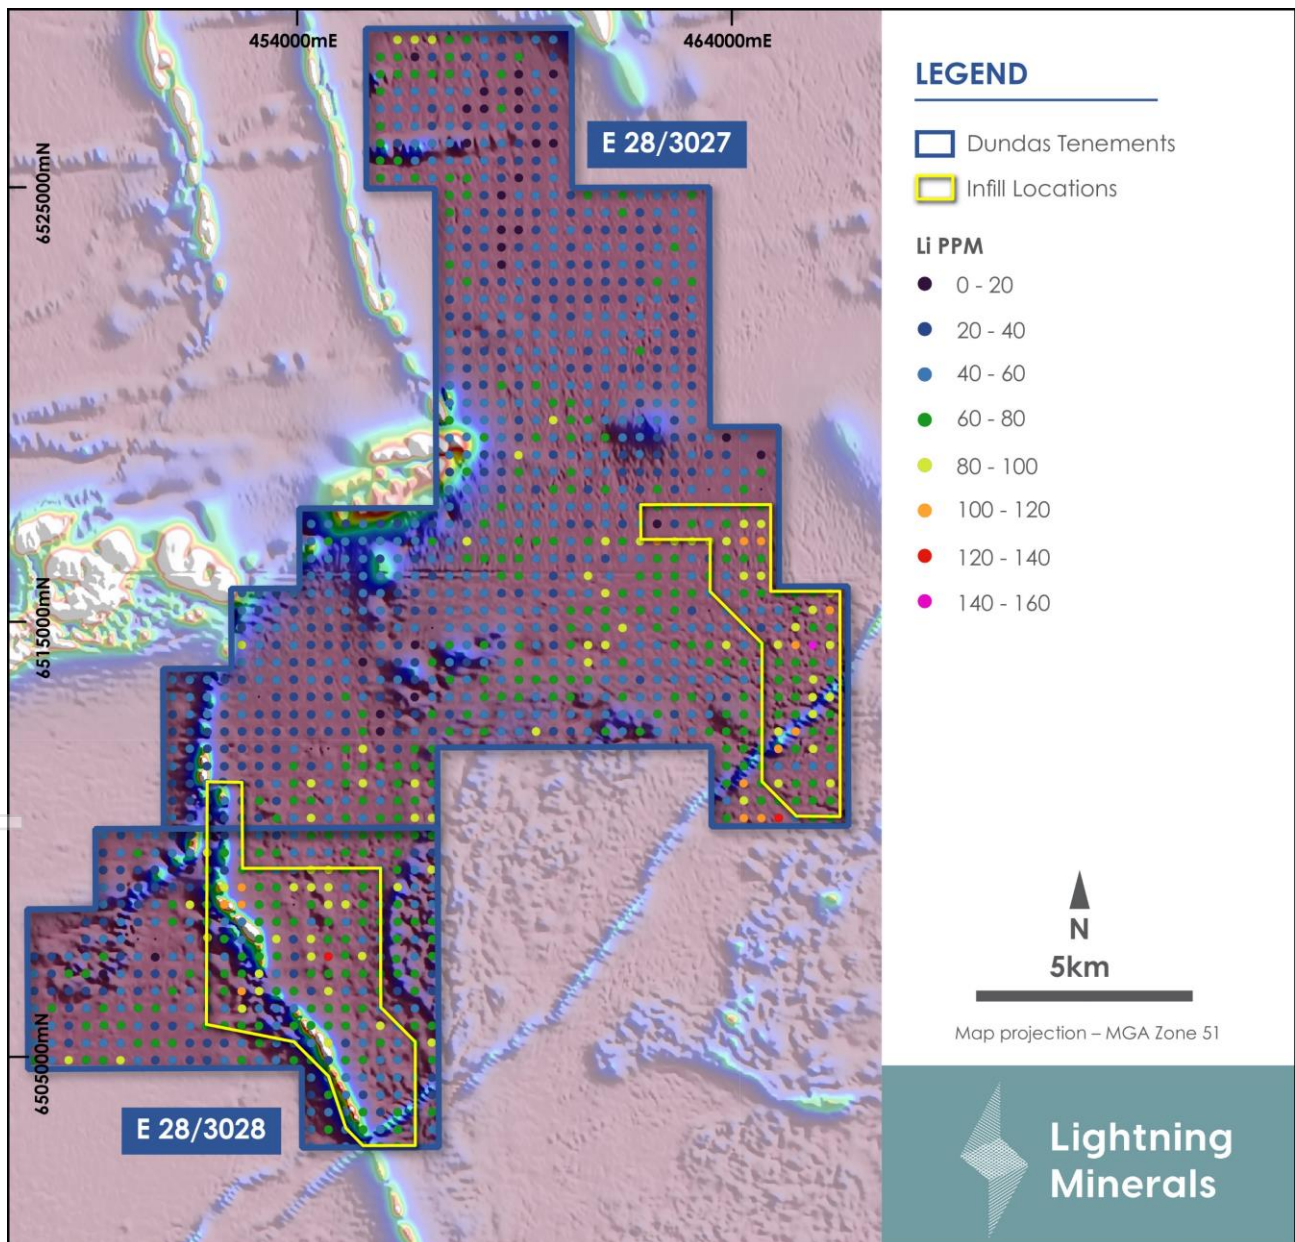 454000mE
464000mE
E 28/3027
6525000mN
6515000mN
6505000mN
E 28/3028
LEGEND
Dundas Tenements
Infill Locations
Li PPM
0 - 20
20 - 40
40 - 60
60 - 80
80 - 100
100 - 120
120 - 140
140 - 160
N
5km
Map projection – MGA Zone 51
Lightning
Minerals